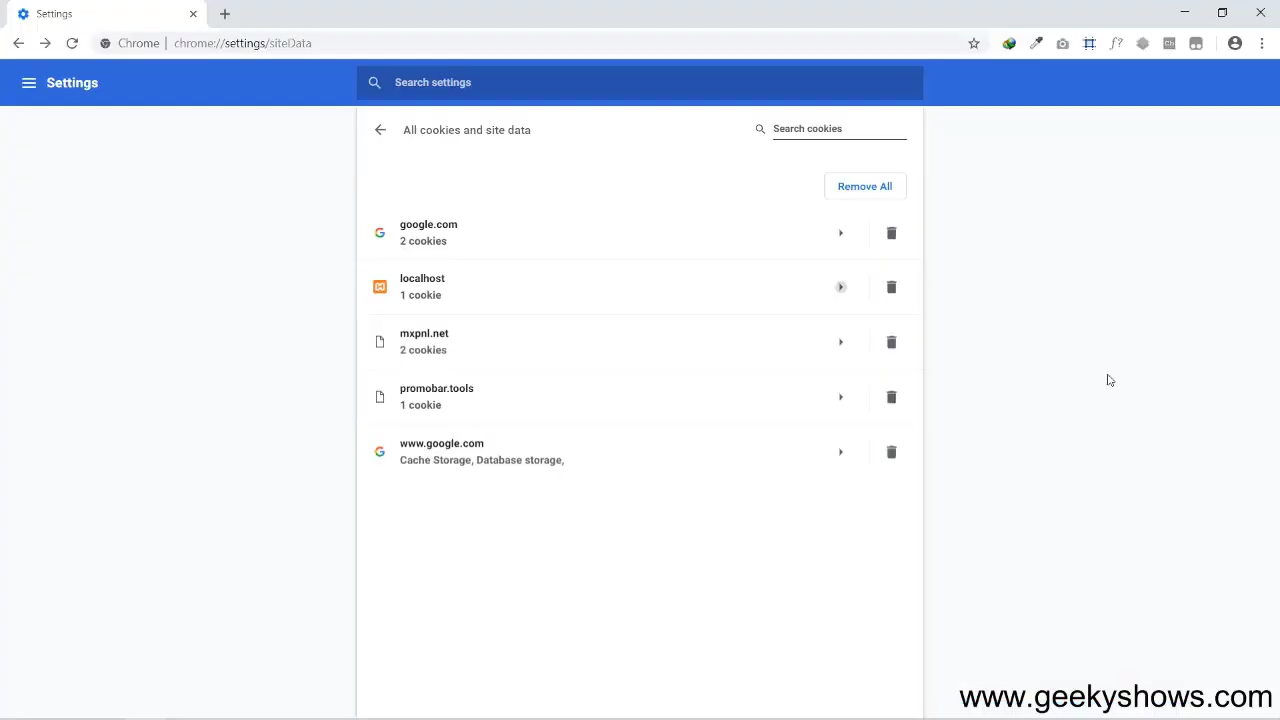 Settings
Chrome | chrome://settings/siteData
Settings
Search settings
All cookies and site data
Search cookies
Remove All
google.com
2 cookies
localhost
1 cookie
mxpnl.net
2 cookies
promobar.tools
1 cookie
www.google.com
Cache Storage, Database storage,
www.geekyshows.com